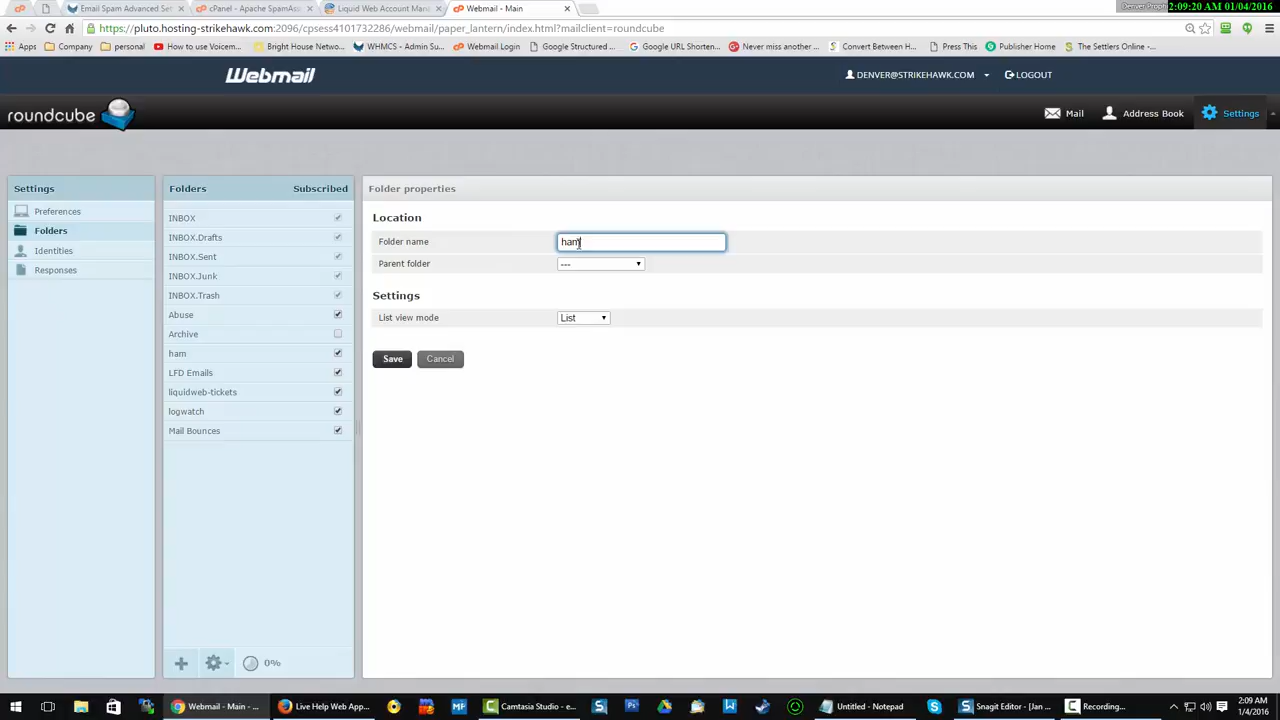 Email Spam Advanced Set
cPanel - Apache SpamAss
Liquid Web Account Man
Webmail - Main
2:09:20 AM 01/04/2016
https://pluto.hosting-strikehawk.com:2096/cpsess4101732286/webmail/paper_lantern/index.html?mailclient=roundcube
Apps
Company
personal
How to use Voicem...
Bright House Netwo...
WHMCS - Admin Su...
Webmail Login
Google Structured ...
Google URL Shorten...
Never miss another ...
Convert Between H...
Press This
Publisher Home
The Settlers Online -...
Webmail
DENVER@STRIKEHAWK.COM
LOGOUT
roundcube
Mail
Address Book
Settings
Settings
Preferences
Folders
Identities
Responses
Folders Subscribed
INBOX
INBOX.Drafts
INBOX.Sent
INBOX.Junk
INBOX.Trash
Abuse
Archive
ham
LFD Emails
liquidweb-tickets
logwatch
Mail Bounces
0%
Folder properties
Location
Folder name ham
Parent folder ---
Settings
List view mode List
Save Cancel
Webmail - Main - ...
Live Help Web App...
Camtasia Studio - e...
Untitled - Notepad
Snagit Editor - [Jan ...
Recording...
2:09 AM
1/4/2016